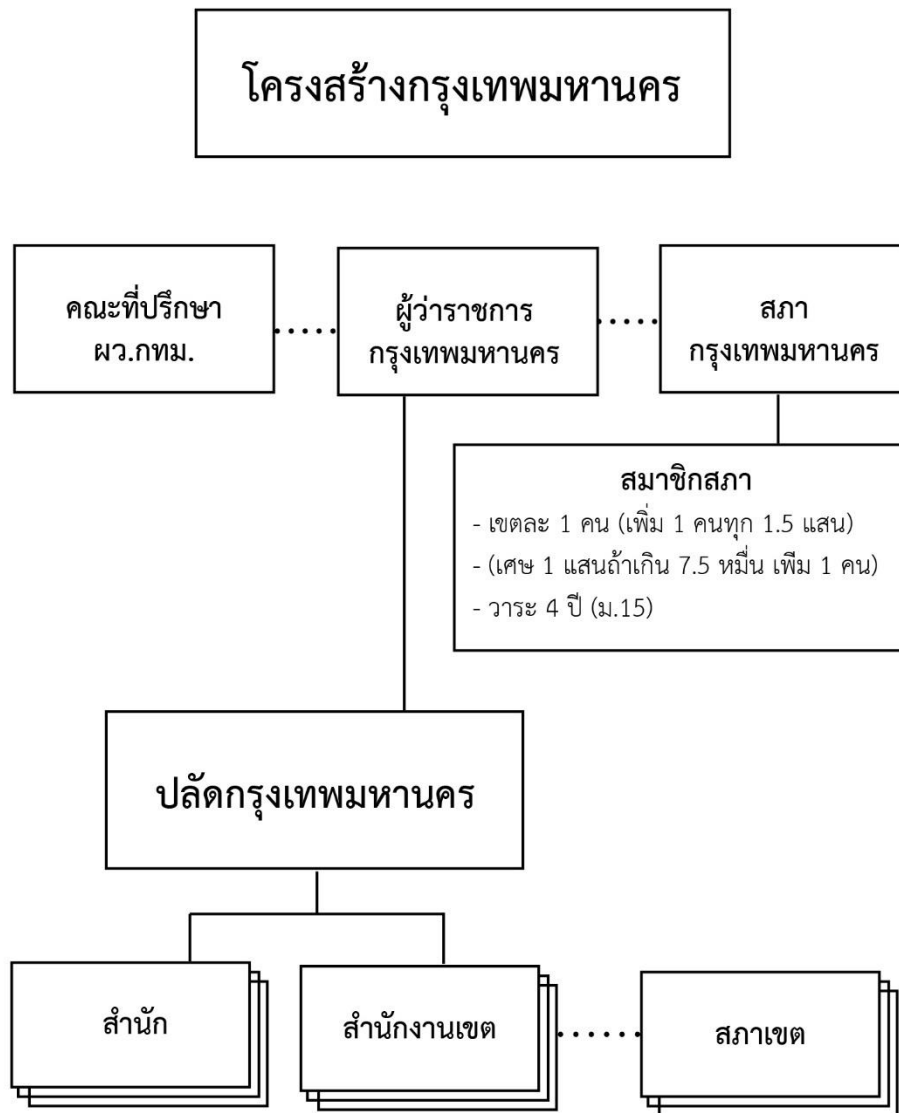 โครงสร้างกรุงเทพมหานคร
คณะที่ปรึกษา
ผว.กทม.
ผู้ว่าราชการ
กรุงเทพมหานคร
สภา
กรุงเทพมหานคร
สมาชิกสภา
- เขตละ 1 คน (เพิ่ม 1 คนทุก 1.5 แสน)
- (เศษ 1 แสนถ้าเกิน 7.5 หมื่น เพิม 1 คน)
- วาระ 4 ปี (ม.15)
ปลัดกรุงเทพมหานคร
สำนัก
สำนักงานเขต
สภาเขต